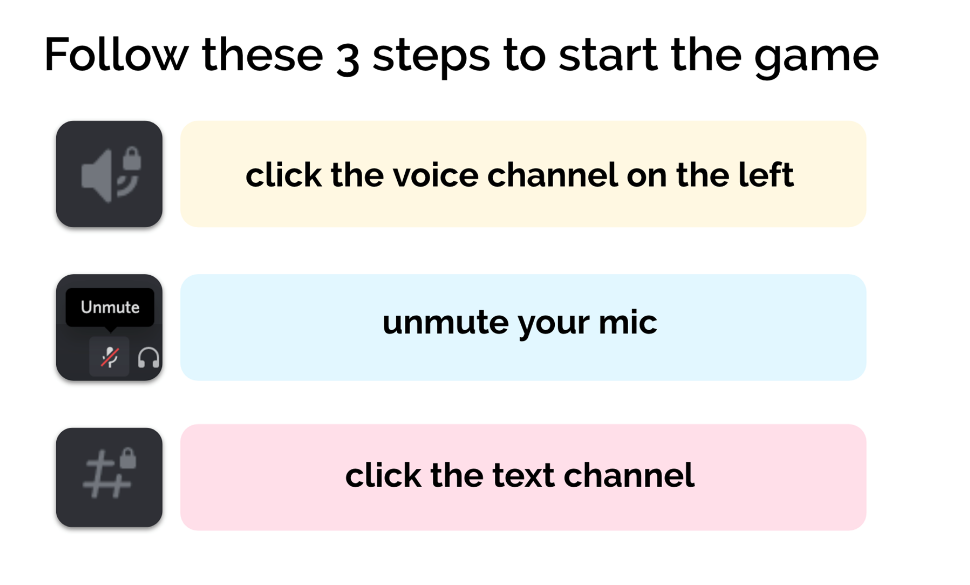 Follow these 3 steps to start the game
click the voice channel on the left
Unmute
unmute your mic
click the text channel